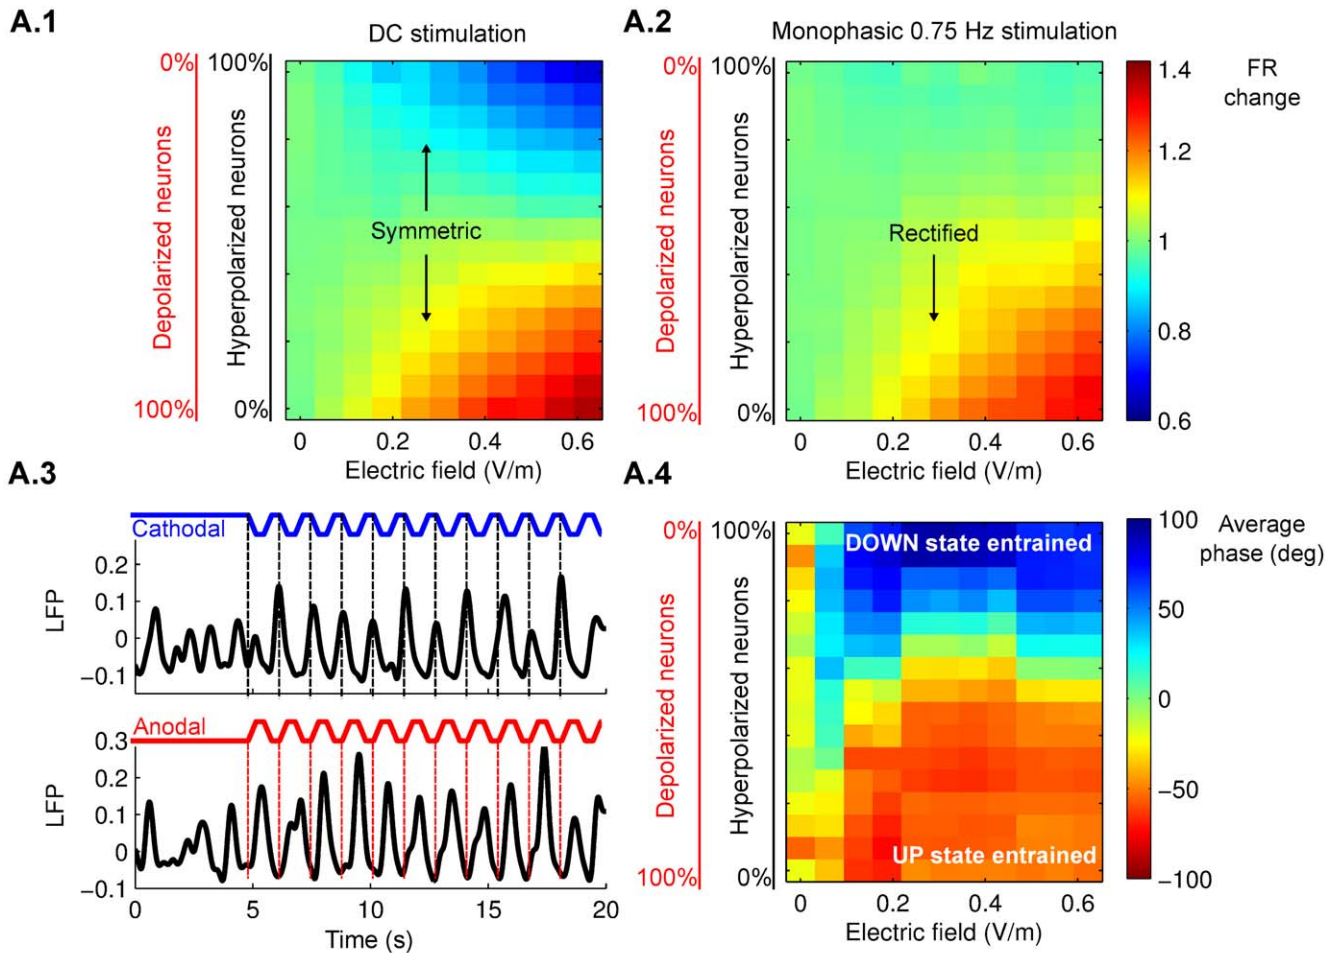 A.1
DC stimulation
0%
100%
Depolarized neurons
Hyperpolarized neurons
Symmetric
100%
0%
0
0.2
0.4
0.6
Electric field (V/m)
A.2
Monophasic 0.75 Hz stimulation
0%
100%
Depolarized neurons
Hyperpolarized neurons
Rectified
100%
0%
0
0.2
0.4
0.6
Electric field (V/m)
1.4
1.2
1
0.8
0.6
FR
change
A.3
Cathodal
0.2
0.1
0
−0.1
LFP
Anodal
0.3
0.2
0.1
0
−0.1
LFP
0
5
10
15
20
Time (s)
A.4
0%
100%
Depolarized neurons
Hyperpolarized neurons
DOWN state entrained
UP state entrained
100%
0%
0
0.2
0.4
0.6
Electric field (V/m)
100
50
0
−50
−100
Average
phase (deg)